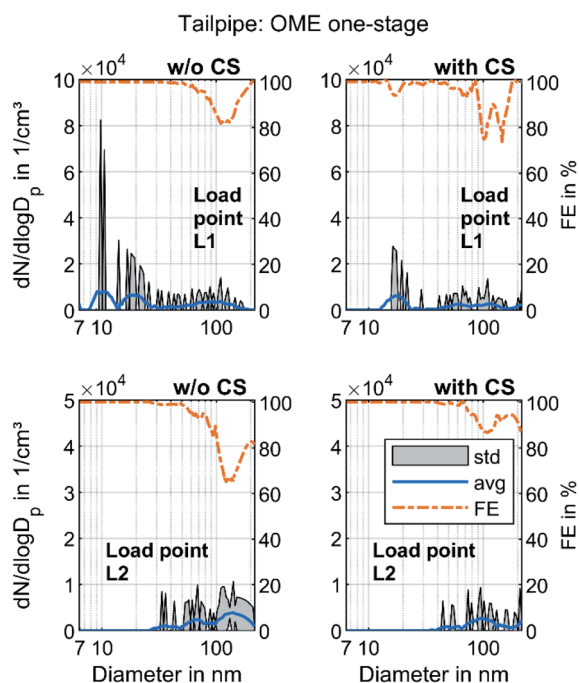 Tailpipe: OME one-stage
×10⁴ w/o CS
×10⁴ with CS
10 100
8 80
6 60
4 40
2 20
0 0
7 10 100
Load
point
L1
10 100
8 80
6 60
4 40
2 20
0 0
7 10 100
Load
point
L1
dN/dlogDₚ in 1/cm³
FE in %
×10⁴ w/o CS
×10⁴ with CS
5 100
4 80
3 60
2 40
1 20
0 0
7 10 100
Load point
L2
5 100
4 80
3 60
2 40
1 20
0 0
7 10 100
std
avg
FE
Load point
L2
dN/dlogDₚ in 1/cm³
FE in %
Diameter in nm
Diameter in nm